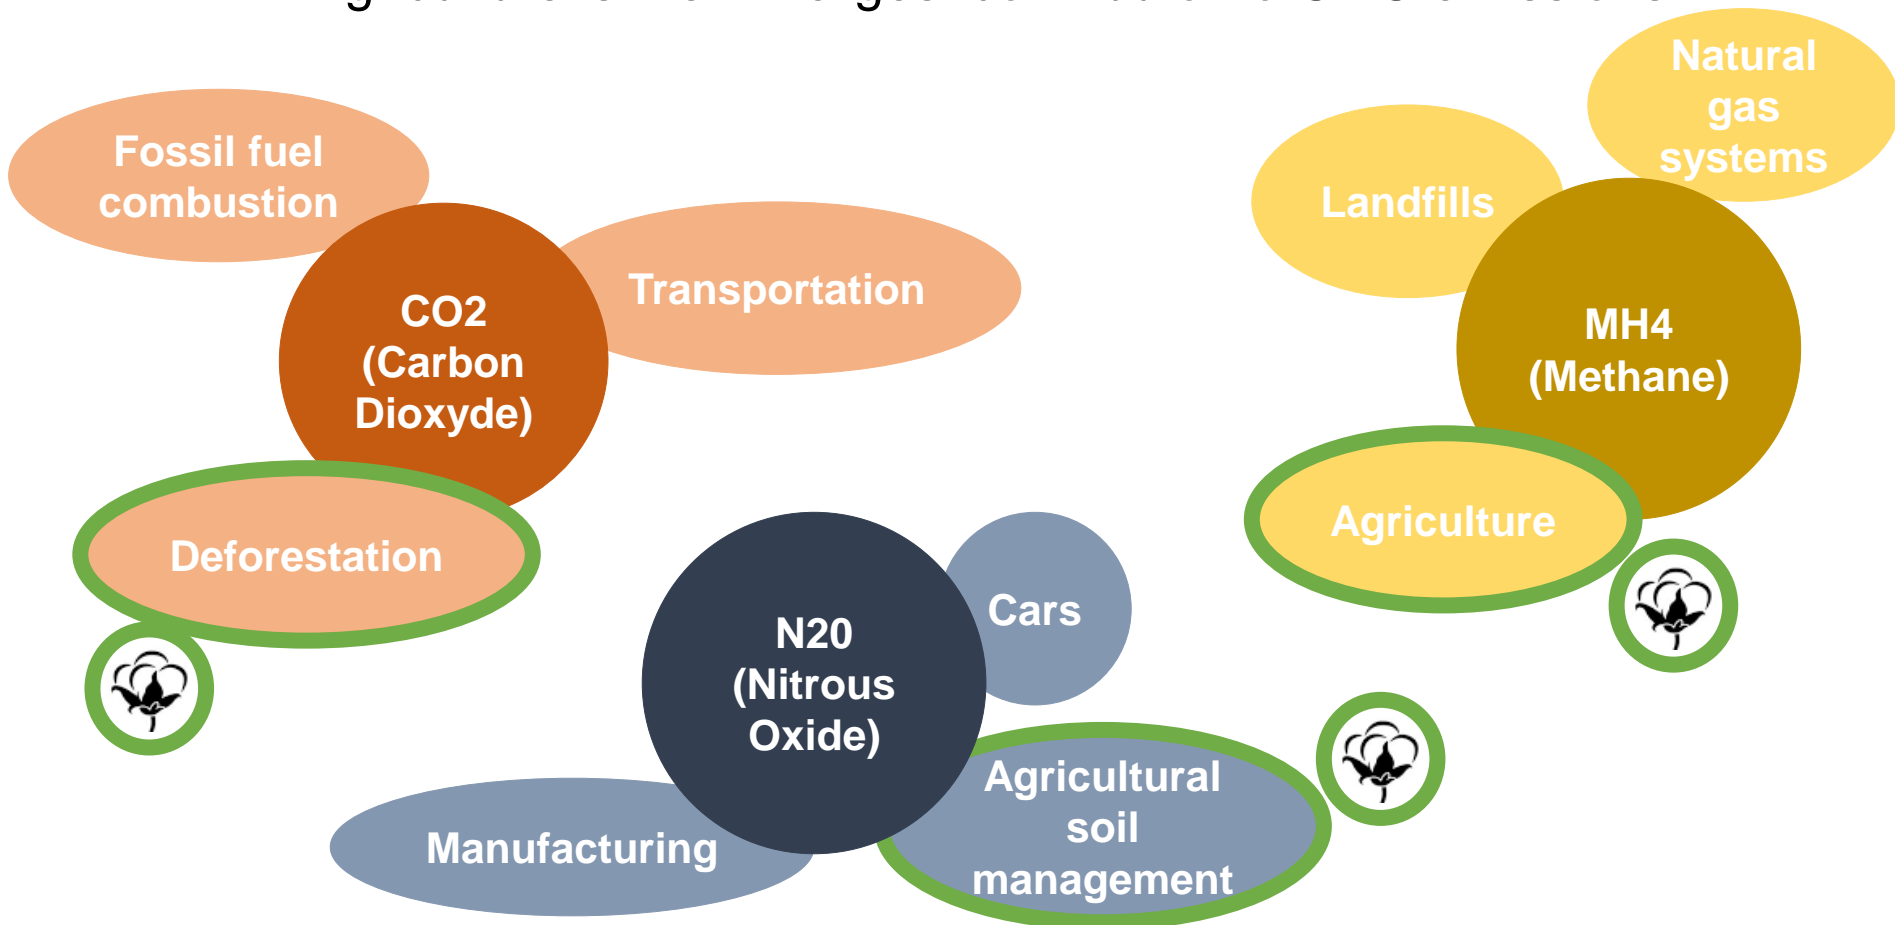 Fossil fuel
combustion
Transportation
CO2
(Carbon
Dioxyde)
Deforestation
Natural
gas
systems
Landfills
MH4
(Methane)
Agriculture
N20
(Nitrous
Oxide)
Cars
Manufacturing
Agricultural
soil
management